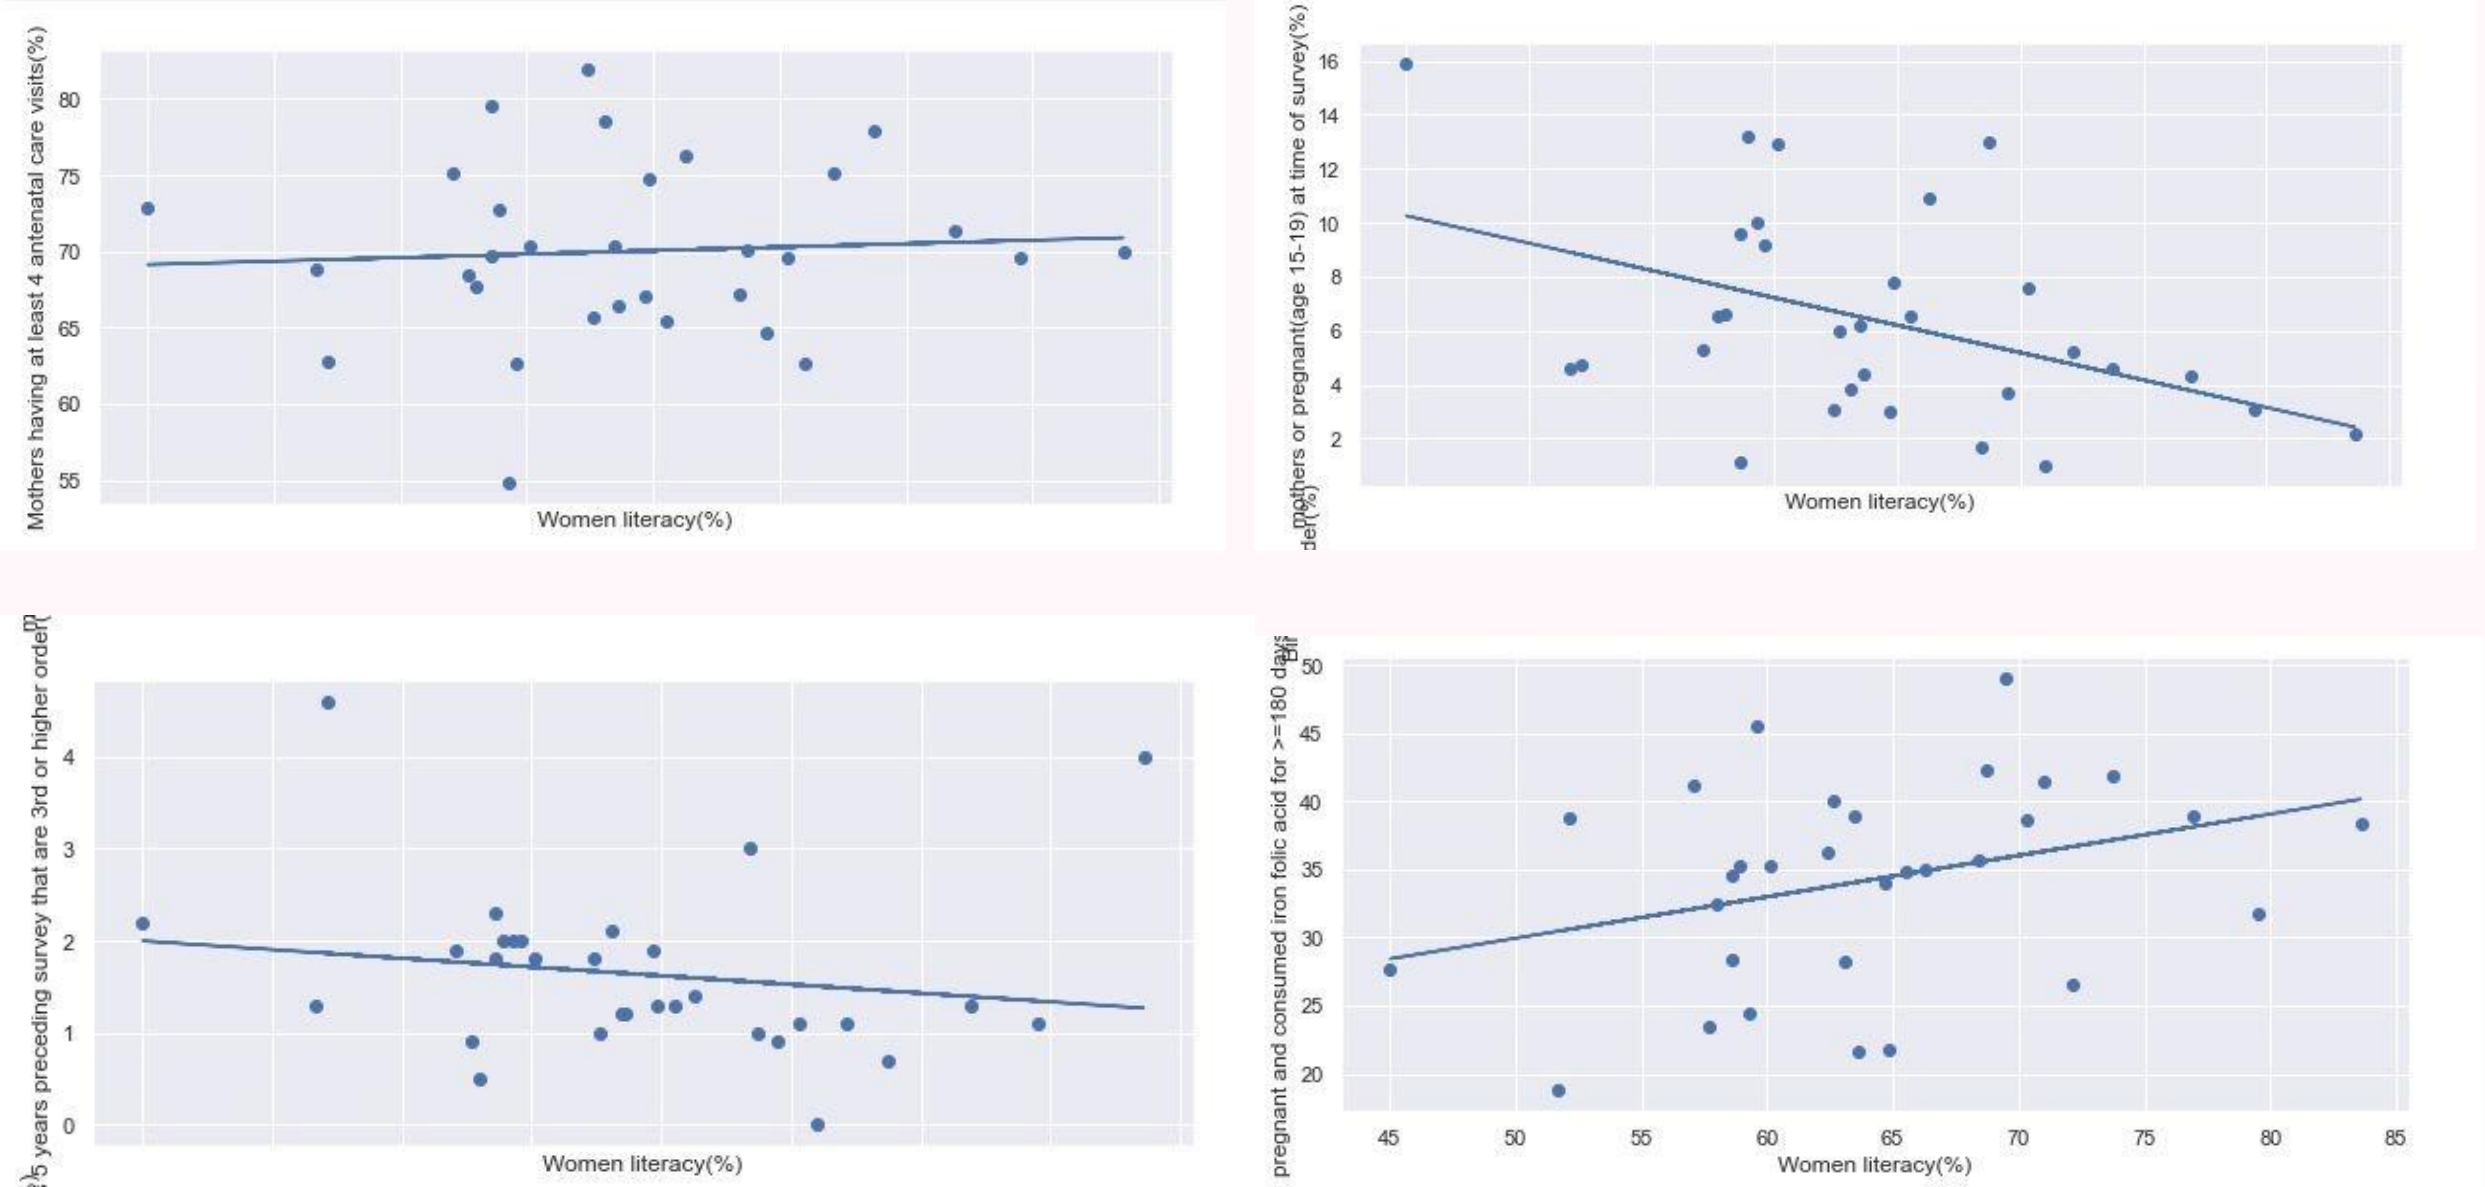 Mothers having at least 4 antenatal care visits(%)
80
75
70
65
60
55
Women literacy(%)
mothers or pregnant(age 15-19) at time of survey(%)
der(%)
16
14
12
10
8
6
4
2
Women literacy(%)
5 years preceding survey that are 3rd or higher order(
4
3
2
1
0
Women literacy(%)
pregnant and consumed iron folic acid for >=180 days
50
45
40
35
30
25
20
45 50 55 60 65 70 75 80 85
Women literacy(%)